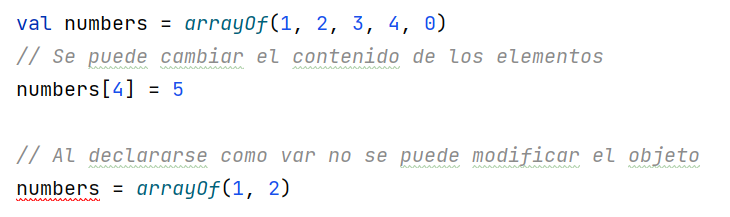 val numbers = arrayOf(1, 2, 3, 4, 0)
// Se puede cambiar el contenido de los elementos
numbers[4] = 5
// Al declararse como var no se puede modificar el objeto
numbers = arrayOf(1, 2)